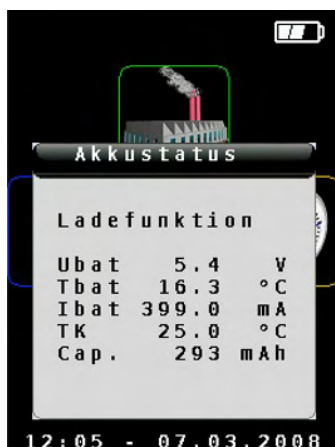 Akkustatus
Ladefunktion
Ubat 5.4 V
Tbat 16.3 °C
Ibat 399.0 mA
TK 25.0 °C
Cap. 293 mAh
12:05 - 07.03.2008